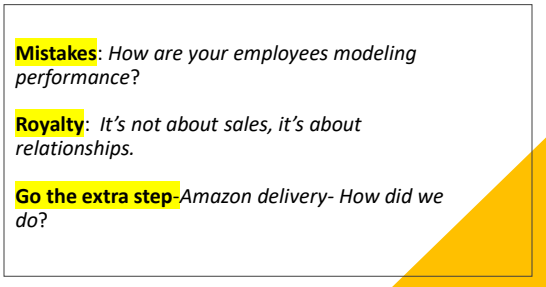 Mistakes: How are your employees modeling
performance?
Royalty:  It’s not about sales, it’s about
relationships.
Go the extra step-Amazon delivery- How did we
do?